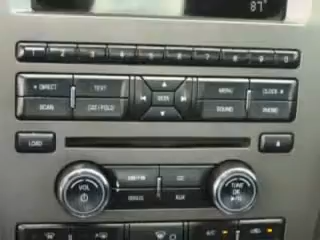 87°
1 2 3 4 5 6 7 8 9 0
DIRECT TEXT MENU CLOCK
SCAN CAT/FOLD SEEK SOUND PHONE
LOAD
VOL AM/FM CD TUNE
OK
AUX